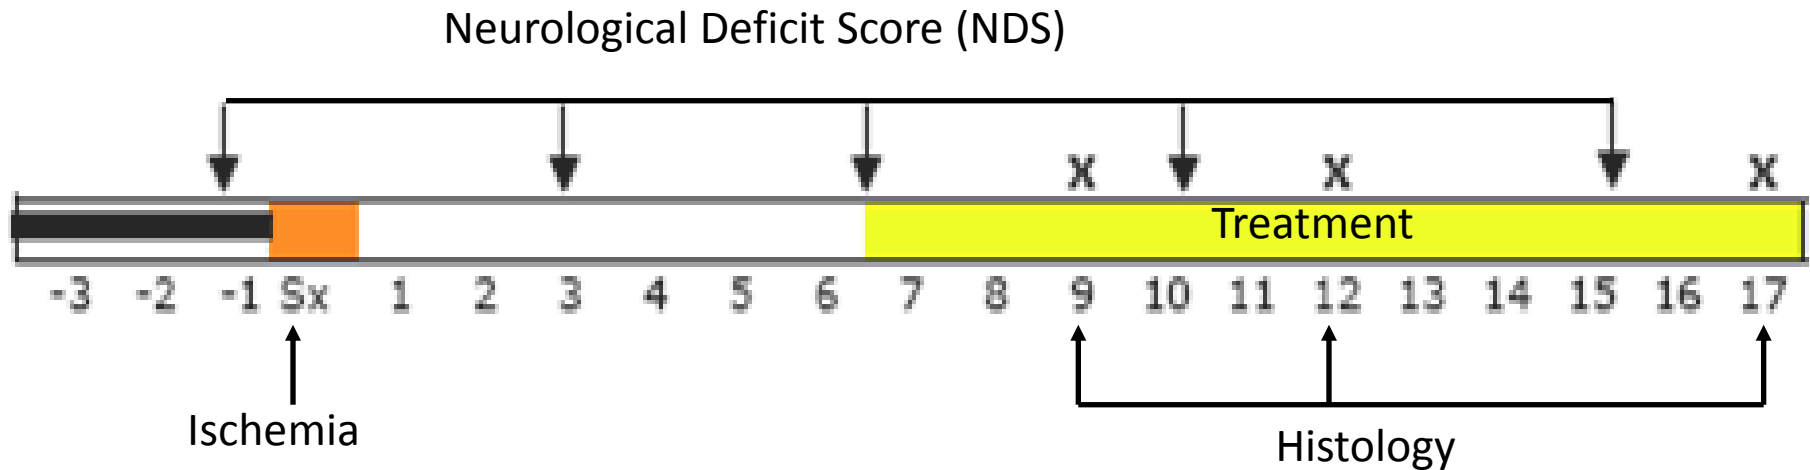 Neurological Deficit Score (NDS)
X X X
Treatment
-3 -2 -1 Sx 1 2 3 4 5 6 7 8 9 10 11 12 13 14 15 16 17
Ischemia
Histology